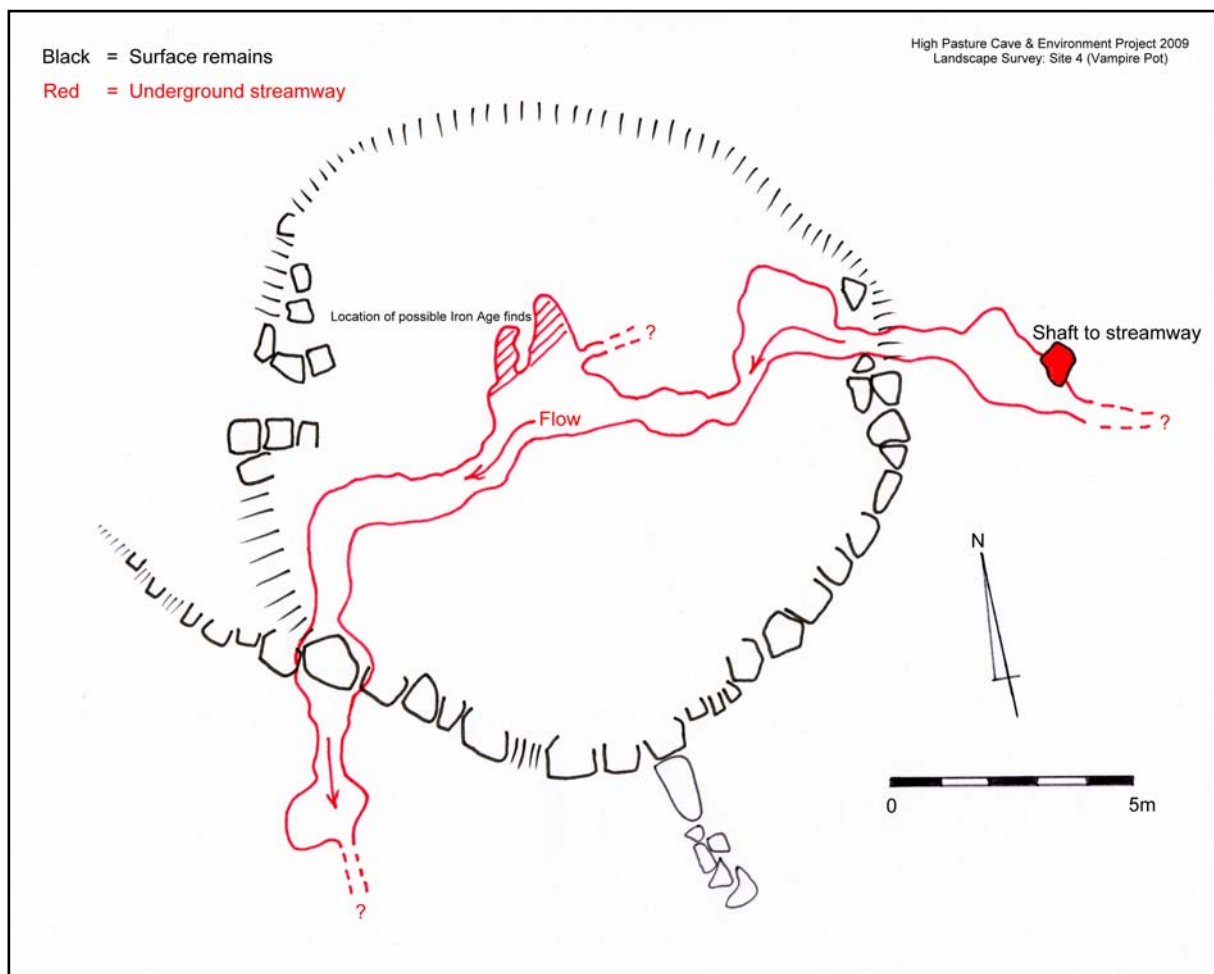 High Pasture Cave & Environment Project 2009
Landscape Survey: Site 4 (Vampire Pot)
Black = Surface remains
Red = Underground streamway
Location of possible Iron Age finds
?
Shaft to streamway
?
Flow
N
0 5m
?